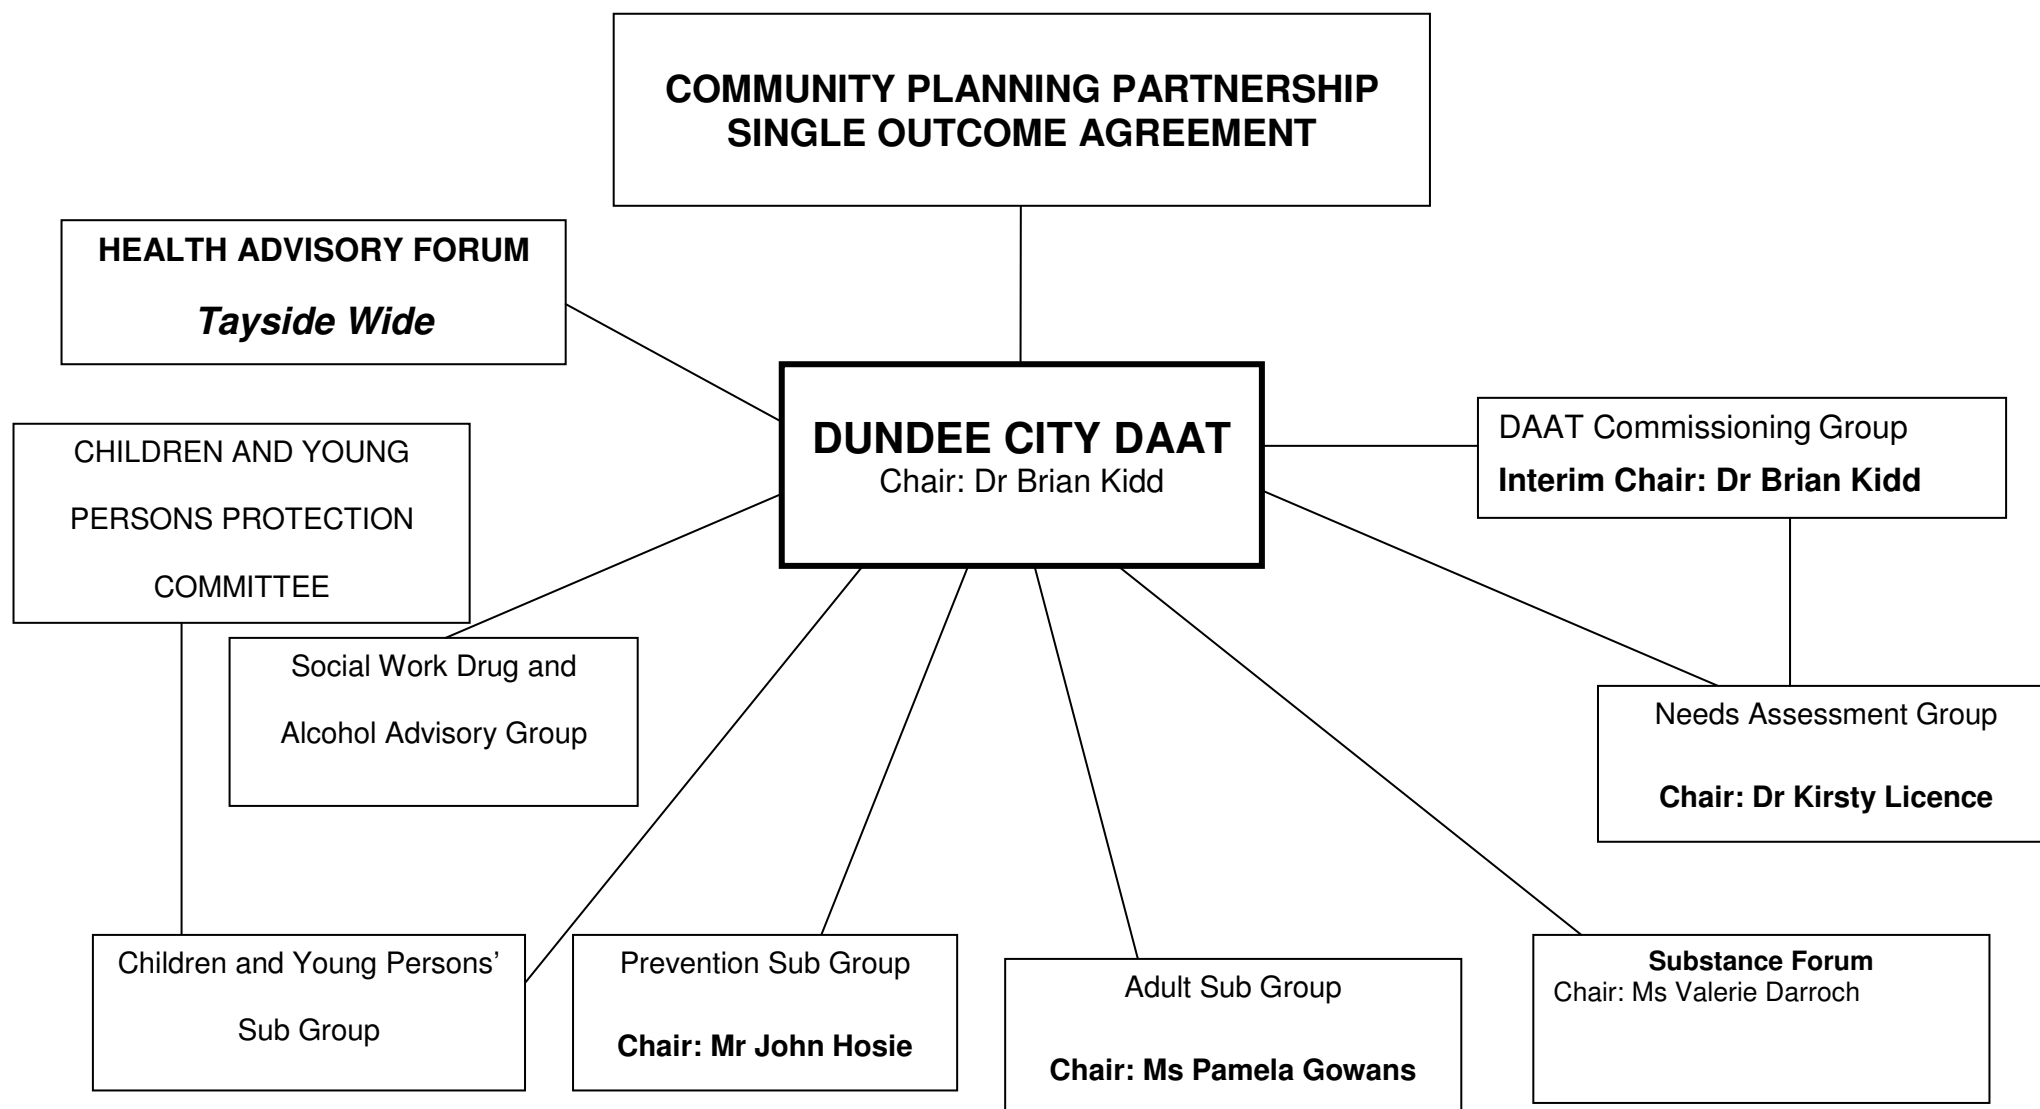 COMMUNITY PLANNING PARTNERSHIP
SINGLE OUTCOME AGREEMENT
HEALTH ADVISORY FORUM
Tayside Wide
DUNDEE CITY DAAT
Chair: Dr Brian Kidd
DAAT Commissioning Group
Interim Chair: Dr Brian Kidd
CHILDREN AND YOUNG
PERSONS PROTECTION
COMMITTEE
Social Work Drug and
Alcohol Advisory Group
Needs Assessment Group
Chair: Dr Kirsty Licence
Children and Young Persons’
Sub Group
Prevention Sub Group
Chair: Mr John Hosie
Adult Sub Group
Chair: Ms Pamela Gowans
Substance Forum
Chair: Ms Valerie Darroch